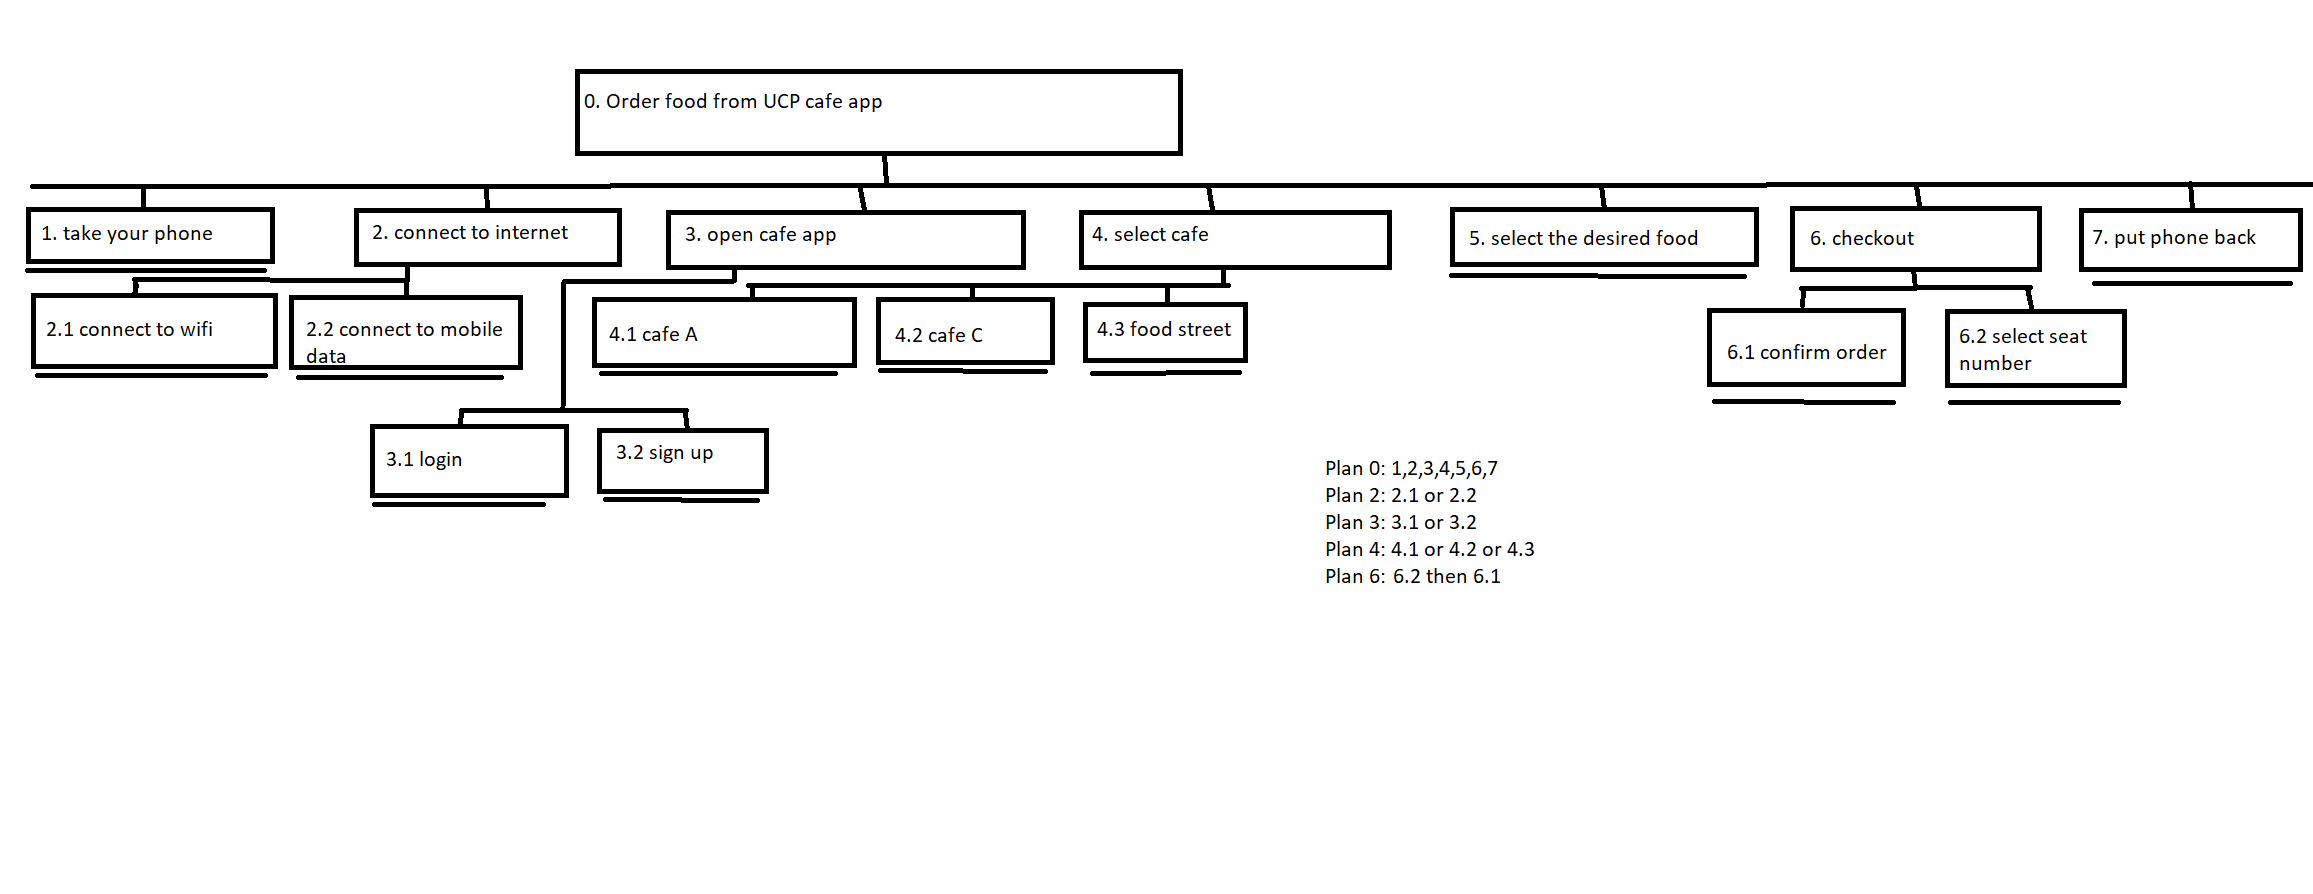 0. Order food from UCP cafe app
1. take your phone
2. connect to internet
3. open cafe app
4. select cafe
5. select the desired food
6. checkout
7. put phone back
2.1 connect to wifi
2.2 connect to mobile
data
4.1 cafe A
4.2 cafe C
4.3 food street
6.1 confirm order
6.2 select seat
number
3.1 login
3.2 sign up
Plan 0: 1,2,3,4,5,6,7
Plan 2: 2.1 or 2.2
Plan 3: 3.1 or 3.2
Plan 4: 4.1 or 4.2 or 4.3
Plan 6: 6.2 then 6.1